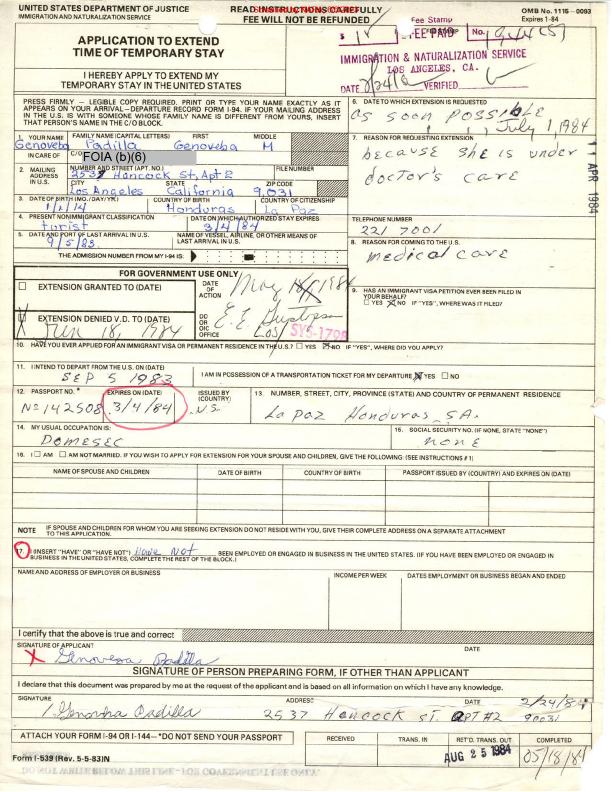 UNITED STATES DEPARTMENT OF JUSTICE
IMMIGRATION AND NATURALIZATION SERVICE
READ INSTRUCTIONS CAREFULLY
FEE WILL NOT BE REFUNDED
OMB No. 1115-0093
Expires 1-84
APPLICATION TO EXTEND
TIME OF TEMPORARY STAY
Fee Stamp
FEE PAID
No.
IMMIGRATION & NATURALIZATION SERVICE
LOS ANGELES, CA.
DATE VERIFIED
I HEREBY APPLY TO EXTEND MY
TEMPORARY STAY IN THE UNITED STATES
PRESS FIRMLY - LEGIBLE COPY REQUIRED. PRINT OR TYPE YOUR NAME EXACTLY AS IT
APPEARS ON YOUR ARRIVAL-DEPARTURE RECORD FORM I-94. IF YOUR MAILING ADDRESS
IN THE U.S. IS WITH SOMEONE WHOSE FAMILY NAME IS DIFFERENT FROM YOURS, INSERT
THAT PERSON'S NAME IN THE C/O BLOCK.
6. DATE TO WHICH EXTENSION IS REQUESTED
as soon possible
July 1, 1984
1. YOUR NAME FAMILY NAME (CAPITAL LETTERS) FIRST MIDDLE
Genoveba Padilla Genoveba M
IN CARE OF C/O FOIA (b)(6)
7. REASON FOR REQUESTING EXTENSION
because she is under
doctor's care
11 APR 1984
2. MAILING ADDRESS IN U.S. NUMBER AND STREET (APT. NO.) FILE NUMBER
2537 Hancock St, Apt 2
CITY STATE ZIP CODE
Los Angeles California 9,031
3. DATE OF BIRTH (MO./DAY/YR.) COUNTRY OF BIRTH COUNTRY OF CITIZENSHIP
1/1/14 Honduras La Paz
4. PRESENT NONIMMIGRANT CLASSIFICATION DATE ON WHICH AUTHORIZED STAY EXPIRES
turist 3/4/84
TELEPHONE NUMBER
221 7001
5. DATE AND PORT OF LAST ARRIVAL IN U.S. NAME OF VESSEL, AIRLINE, OR OTHER MEANS OF LAST ARRIVAL IN U.S.
9/5/83
8. REASON FOR COMING TO THE U.S.
medical care
THE ADMISSION NUMBER FROM MY I-94 IS:
FOR GOVERNMENT USE ONLY
EXTENSION GRANTED TO (DATE)
DATE OF ACTION
May 1984
EXTENSION DENIED V.D. TO (DATE)
X Jun 18, 1984
DD OR OIC OFFICE
LOS
9. HAS AN IMMIGRANT VISA PETITION EVER BEEN FILED IN
YOUR BEHALF?
YES NO IF "YES", WHERE WAS IT FILED?
10. HAVE YOU EVER APPLIED FOR AN IMMIGRANT VISA OR PERMANENT RESIDENCE IN THE U.S.? YES NO IF "YES", WHERE DID YOU APPLY?
11. I INTEND TO DEPART FROM THE U.S. ON (DATE)
SEP 5 1983
I AM IN POSSESSION OF A TRANSPORTATION TICKET FOR MY DEPARTURE YES NO
12. PASSPORT NO.* EXPIRES ON (DATE) ISSUED BY (COUNTRY)
No 142508 3/4/84 U.S.
13. NUMBER, STREET, CITY, PROVINCE (STATE) AND COUNTRY OF PERMANENT RESIDENCE
La paz Honduras SA.
14. MY USUAL OCCUPATION IS:
DOMESEC
15. SOCIAL SECURITY NO. (IF NONE, STATE "NONE")
none
16. I AM AM NOT MARRIED. IF YOU WISH TO APPLY FOR EXTENSION FOR YOUR SPOUSE AND CHILDREN, GIVE THE FOLLOWING: (SEE INSTRUCTIONS #1)
NAME OF SPOUSE AND CHILDREN DATE OF BIRTH COUNTRY OF BIRTH PASSPORT ISSUED BY (COUNTRY) AND EXPIRES ON (DATE)
NOTE IF SPOUSE AND CHILDREN FOR WHOM YOU ARE SEEKING EXTENSION DO NOT RESIDE WITH YOU, GIVE THEIR COMPLETE ADDRESS ON A SEPARATE ATTACHMENT
TO THIS APPLICATION.
17. I (INSERT "HAVE" OR "HAVE NOT") Have Not BEEN EMPLOYED OR ENGAGED IN BUSINESS IN THE UNITED STATES. (IF YOU HAVE BEEN EMPLOYED OR ENGAGED IN
BUSINESS IN THE UNITED STATES, COMPLETE THE REST OF THE BLOCK.)
NAME AND ADDRESS OF EMPLOYER OR BUSINESS INCOME PER WEEK DATES EMPLOYMENT OR BUSINESS BEGAN AND ENDED
I certify that the above is true and correct
SIGNATURE OF APPLICANT DATE
X Genoveva Padilla
SIGNATURE OF PERSON PREPARING FORM, IF OTHER THAN APPLICANT
I declare that this document was prepared by me at the request of the applicant and is based on all information on which I have any knowledge.
SIGNATURE ADDRESS DATE 2/24/84
Genovva Padilla 2537 Hancock St. APT #2 90031
ATTACH YOUR FORM I-94 OR I-144-*DO NOT SEND YOUR PASSPORT
RECEIVED TRANS. IN RET'D. TRANS. OUT COMPLETED
AUG 25 1984 05/18/84
Form I-539 (Rev. 5-5-83)N